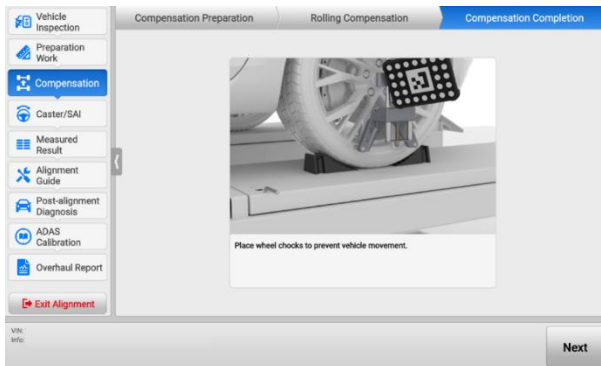 Vehicle
Inspection
Preparation
Work
Compensation
Caster/SAI
Measured
Result
Alignment
Guide
Post-alignment
Diagnosis
ADAS
Calibration
Overhaul Report
Exit Alignment
Compensation Preparation
Rolling Compensation
Compensation Completion
Place wheel chocks to prevent vehicle movement.
VIN:
Info:
Next